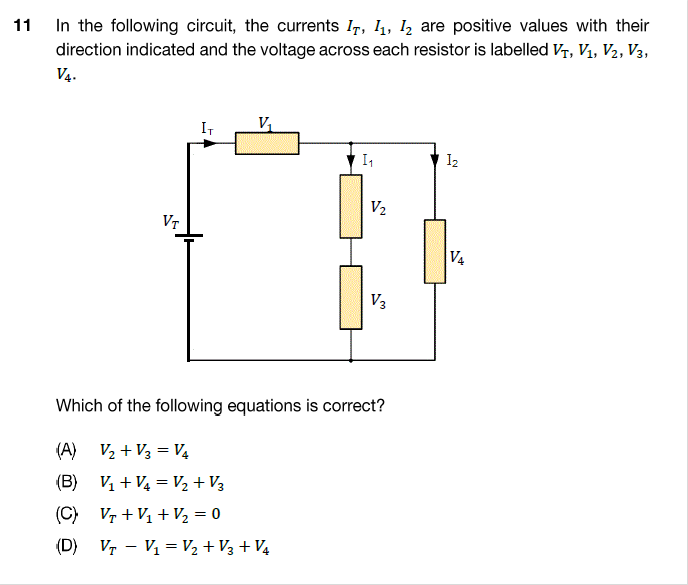 11 In the following circuit, the currents I_T, I_1, I_2 are positive values with their
direction indicated and the voltage across each resistor is labelled V_T, V_1, V_2, V_3,
V_4.
I_T
V_1
I_1
I_2
V_2
V_T
V_4
V_3
Which of the following equations is correct?
(A) V_2 + V_3 = V_4
(B) V_1 + V_4 = V_2 + V_3
(C) V_T + V_1 + V_2 = 0
(D) V_T − V_1 = V_2 + V_3 + V_4